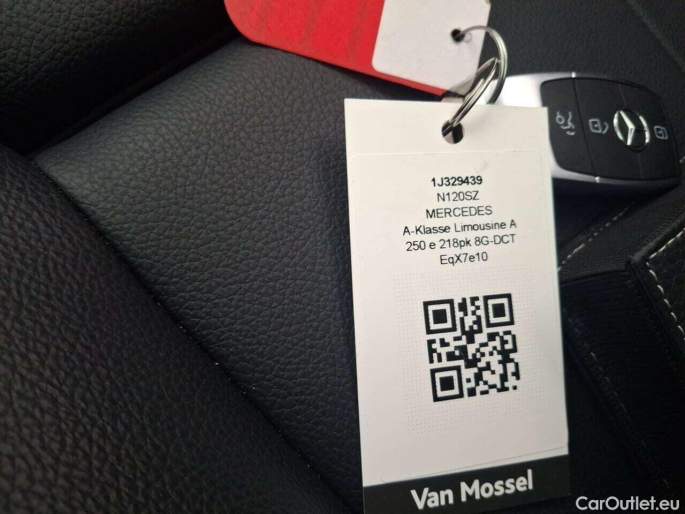 1J329439
N120SZ
MERCEDES
A-Klasse Limousine A
250 e 218pk 8G-DCT
EqX7e10
Van Mossel
CarOutlet.eu